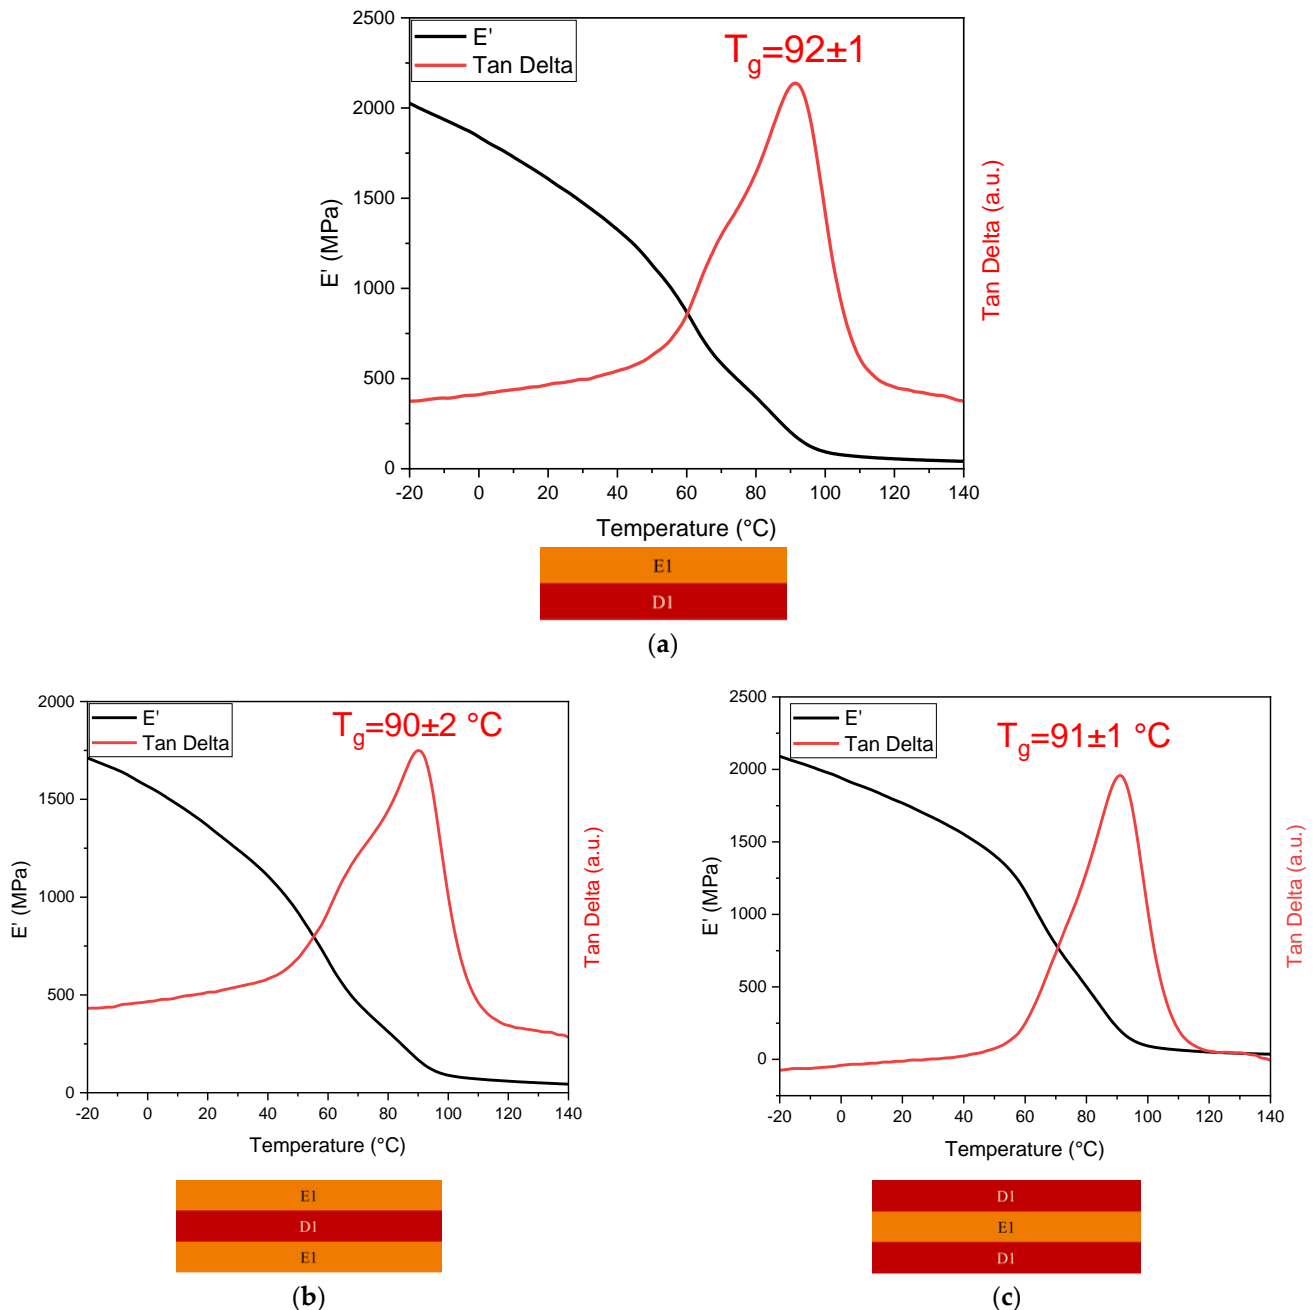 E'
Tan Delta
T_g=92±1
2500
2000
1500
1000
500
0
E' (MPa)
Tan Delta (a.u.)
-20 0 20 40 60 80 100 120 140
Temperature (°C)
E1
D1
(a)
E'
Tan Delta
T_g=90±2 °C
2000
1500
1000
500
0
E' (MPa)
Tan Delta (a.u.)
-20 0 20 40 60 80 100 120 140
Temperature (°C)
E1
D1
E1
(b)
E'
Tan Delta
T_g=91±1 °C
2500
2000
1500
1000
500
0
E' (MPa)
Tan Delta (a.u.)
-20 0 20 40 60 80 100 120 140
Temperature (°C)
D1
E1
D1
(c)